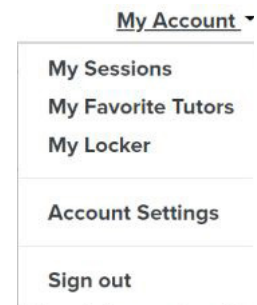 My Account
My Sessions
My Favorite Tutors
My Locker
Account Settings
Sign out